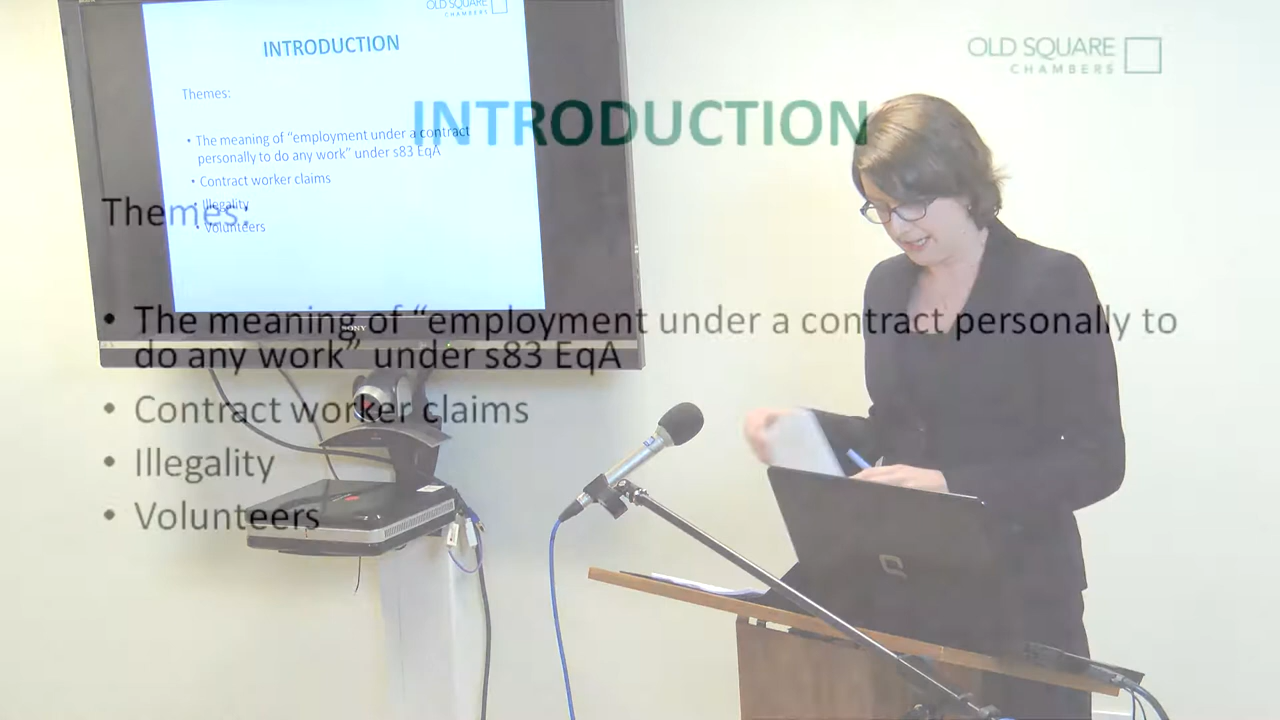 OLD SQUARE
CHAMBERS
INTRODUCTION
Themes:
• The meaning of “employment under a contract
personally to do any work” under s83 EqA
• Contract worker claims
• Illegality
• Volunteers
SONY
OLD SQUARE
CHAMBERS
INTRODUCTION
Themes:
• The meaning of “employment under a contract personally to
do any work” under s83 EqA
• Contract worker claims
• Illegality
• Volunteers